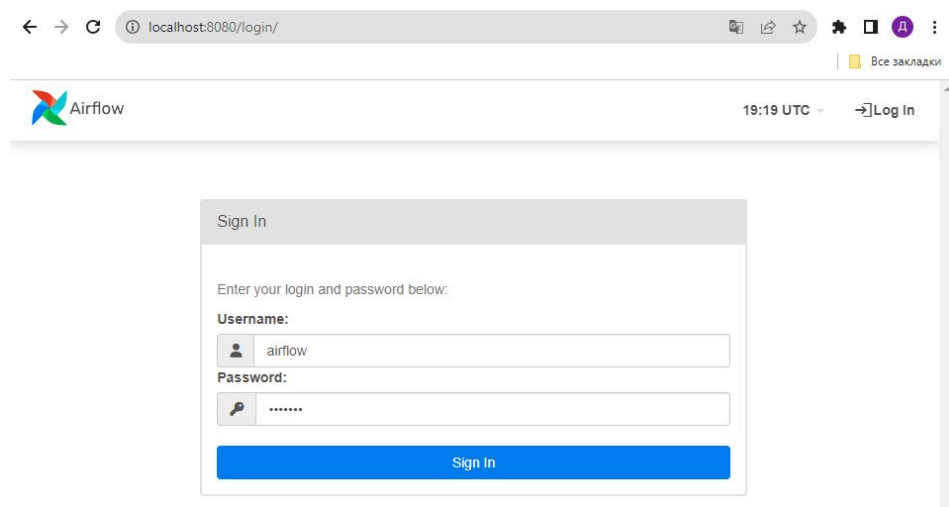 localhost:8080/login/
Д
Все закладки
Airflow
19:19 UTC
Log In
Sign In
Enter your login and password below:
Username:
airflow
Password:
•••••••
Sign In